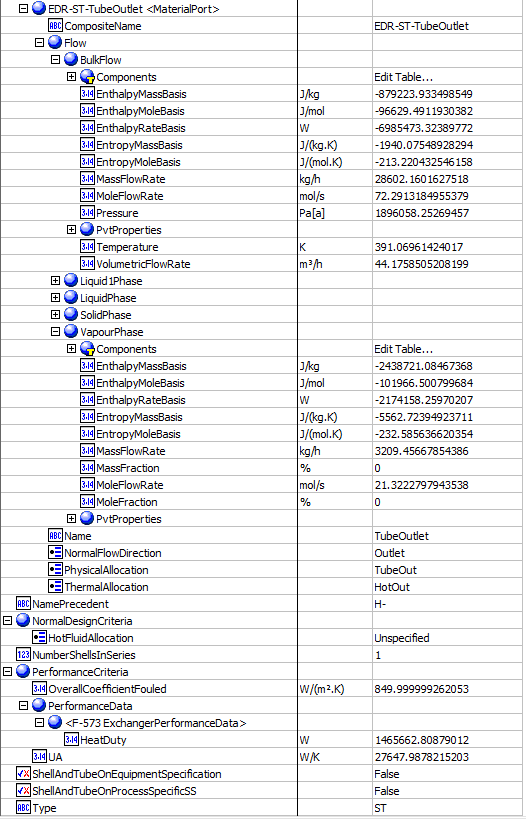 EDR-ST-TubeOutlet <MaterialPort>
CompositeName EDR-ST-TubeOutlet
Flow
BulkFlow
Components Edit Table...
EnthalpyMassBasis J/kg -879223.933498549
EnthalpyMoleBasis J/mol -96629.4911930382
EnthalpyRateBasis W -6985473.32389772
EntropyMassBasis J/(kg.K) -1940.07548928294
EntropyMoleBasis J/(mol.K) -213.220432546158
MassFlowRate kg/h 28602.1601627518
MoleFlowRate mol/s 72.2913184955379
Pressure Pa[a] 1896058.25269457
PvtProperties
Temperature K 391.06961424017
VolumetricFlowRate m³/h 44.1758505208199
Liquid1Phase
LiquidPhase
SolidPhase
VapourPhase
Components Edit Table...
EnthalpyMassBasis J/kg -2438721.08467368
EnthalpyMoleBasis J/mol -101966.500799684
EnthalpyRateBasis W -2174158.25970207
EntropyMassBasis J/(kg.K) -5562.72394923711
EntropyMoleBasis J/(mol.K) -232.585636620354
MassFlowRate kg/h 3209.45667854386
MassFraction % 0
MoleFlowRate mol/s 21.3222797943538
MoleFraction % 0
PvtProperties
Name TubeOutlet
NormalFlowDirection Outlet
PhysicalAllocation TubeOut
ThermalAllocation HotOut
NamePrecedent H-
NormalDesignCriteria
HotFluidAllocation Unspecified
NumberShellsInSeries 1
PerformanceCriteria
OverallCoefficientFouled W/(m².K) 849.999999262053
PerformanceData
<F-573 ExchangerPerformanceData>
HeatDuty W 1465662.80879012
UA W/K 27647.9878215203
ShellAndTubeOnEquipmentSpecification False
ShellAndTubeOnProcessSpecificSS False
Type ST